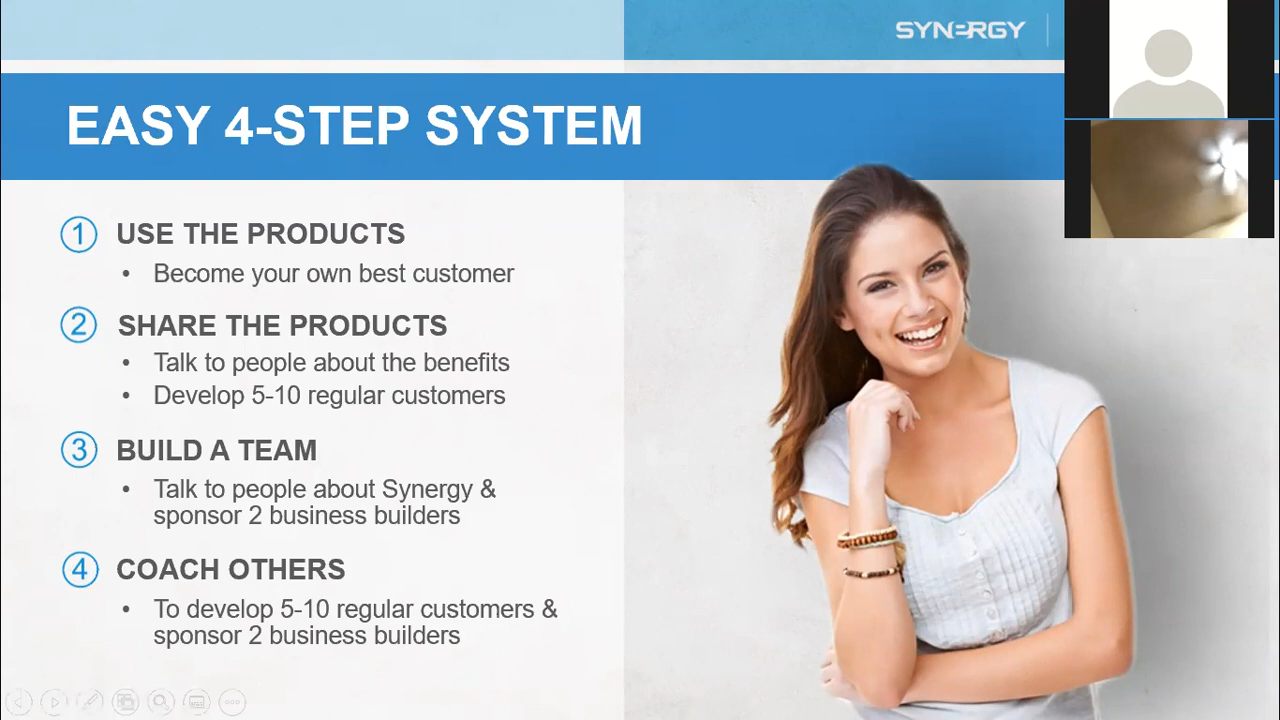 SYNERGY
EASY 4-STEP SYSTEM
1 USE THE PRODUCTS
• Become your own best customer
2 SHARE THE PRODUCTS
• Talk to people about the benefits
• Develop 5-10 regular customers
3 BUILD A TEAM
• Talk to people about Synergy &
sponsor 2 business builders
4 COACH OTHERS
• To develop 5-10 regular customers &
sponsor 2 business builders